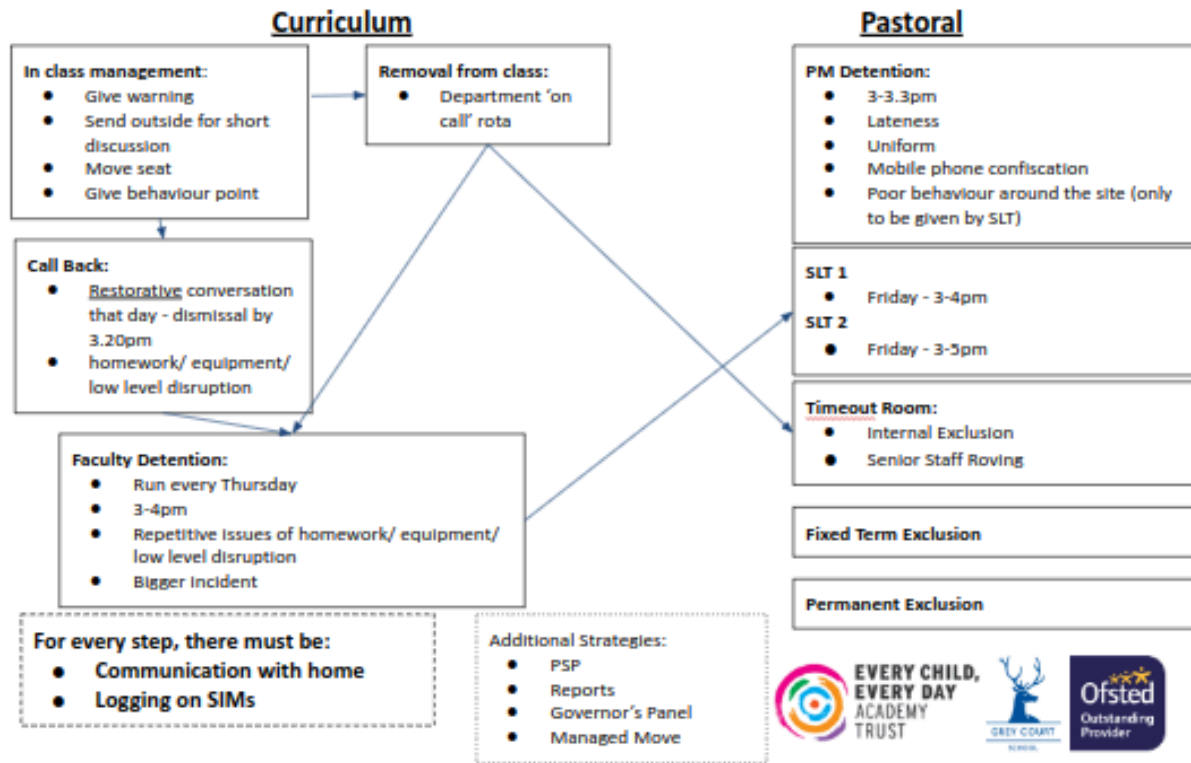 Curriculum
In class management:
● Give warning
● Send outside for short
discussion
● Move seat
● Give behaviour point
Removal from class:
● Department 'on
call' rota
Call Back:
● Restorative conversation
that day - dismissal by
3.20pm
● homework/ equipment/
low level disruption
Faculty Detention:
● Run every Thursday
● 3-4pm
● Repetitive issues of homework/ equipment/
low level disruption
● Bigger incident
For every step, there must be:
● Communication with home
● Logging on SIMs
Additional Strategies:
● PSP
● Reports
● Governor's Panel
● Managed Move
Pastoral
PM Detention:
● 3-3.3pm
● Lateness
● Uniform
● Mobile phone confiscation
● Poor behaviour around the site (only
to be given by SLT)
SLT 1
● Friday - 3-4pm
SLT 2
● Friday - 3-5pm
Timeout Room:
● Internal Exclusion
● Senior Staff Roving
Fixed Term Exclusion
Permanent Exclusion
EVERY CHILD,
EVERY DAY
ACADEMY
TRUST
GREY COURT
SCHOOL
Ofsted
Outstanding
Provider